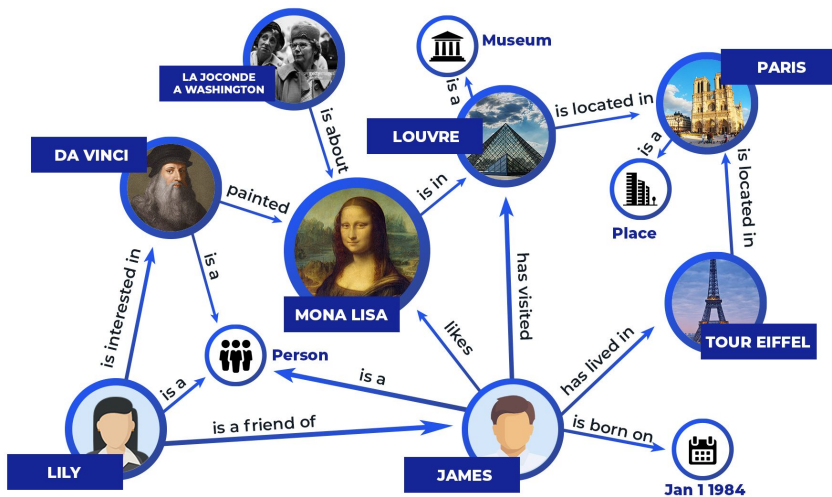 LA JOCONDE
A WASHINGTON
Museum
PARIS
is a
is located in
LOUVRE
is about
DA VINCI
is a
is located in
painted
is in
Place
is a
MONA LISA
is interested in
has visited
likes
TOUR EIFFEL
Person
has lived in
is a
is a
is a friend of
is born on
LILY
JAMES
Jan 1 1984